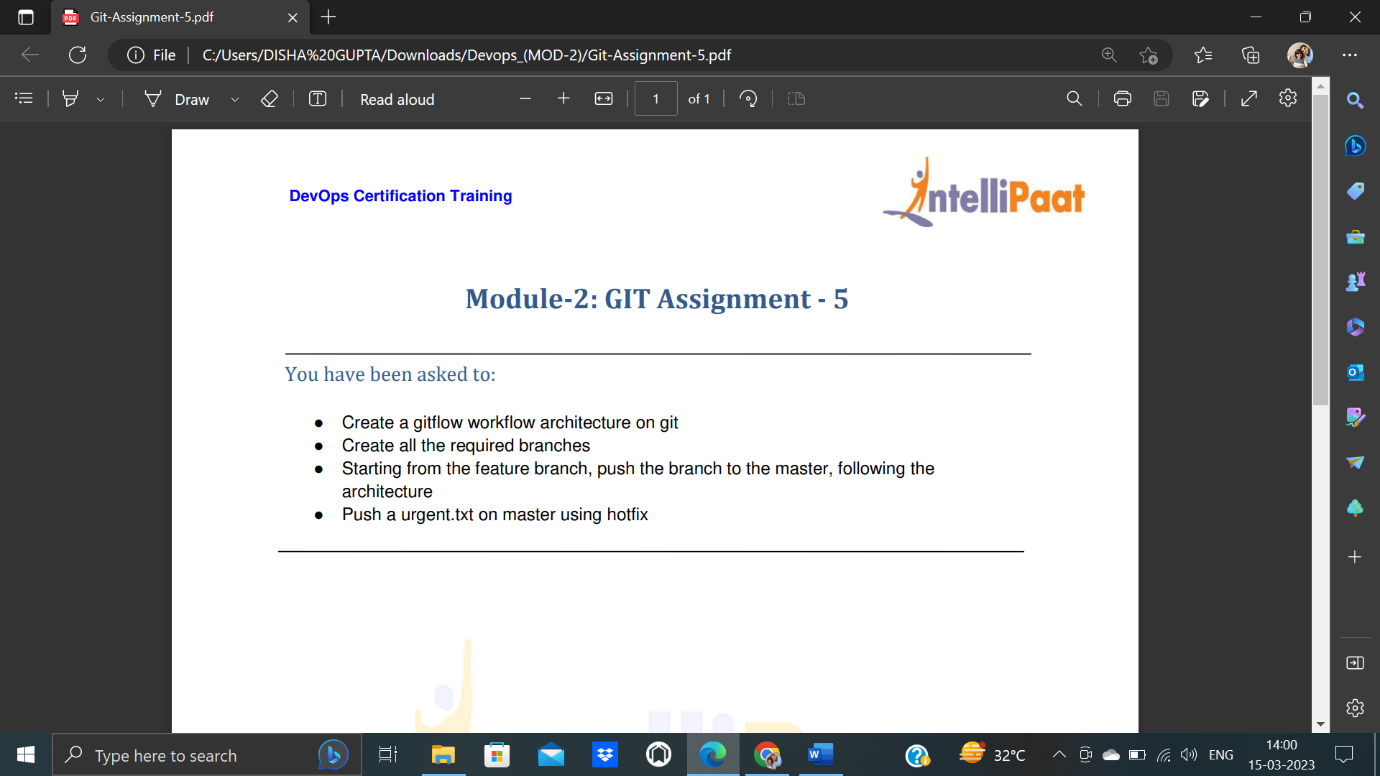 Git-Assignment-5.pdf
File
C:/Users/DISHA%20GUPTA/Downloads/Devops_(MOD-2)/Git-Assignment-5.pdf
Draw
Read aloud
1 of 1
DevOps Certification Training
IntelliPaat
Module-2: GIT Assignment - 5
You have been asked to:
● Create a gitflow workflow architecture on git
● Create all the required branches
● Starting from the feature branch, push the branch to the master, following the
architecture
● Push a urgent.txt on master using hotfix
Type here to search
32°C
ENG
14:00
15-03-2023